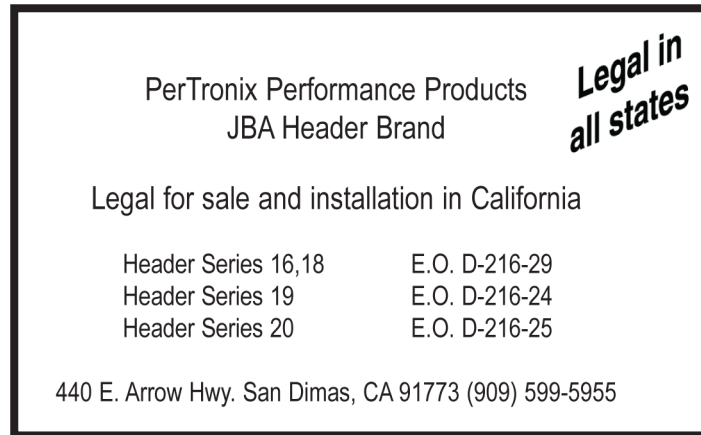 Legal in
all states
PerTronix Performance Products
JBA Header Brand
Legal for sale and installation in California
Header Series 16,18 E.O. D-216-29
Header Series 19 E.O. D-216-24
Header Series 20 E.O. D-216-25
440 E. Arrow Hwy. San Dimas, CA 91773 (909) 599-5955